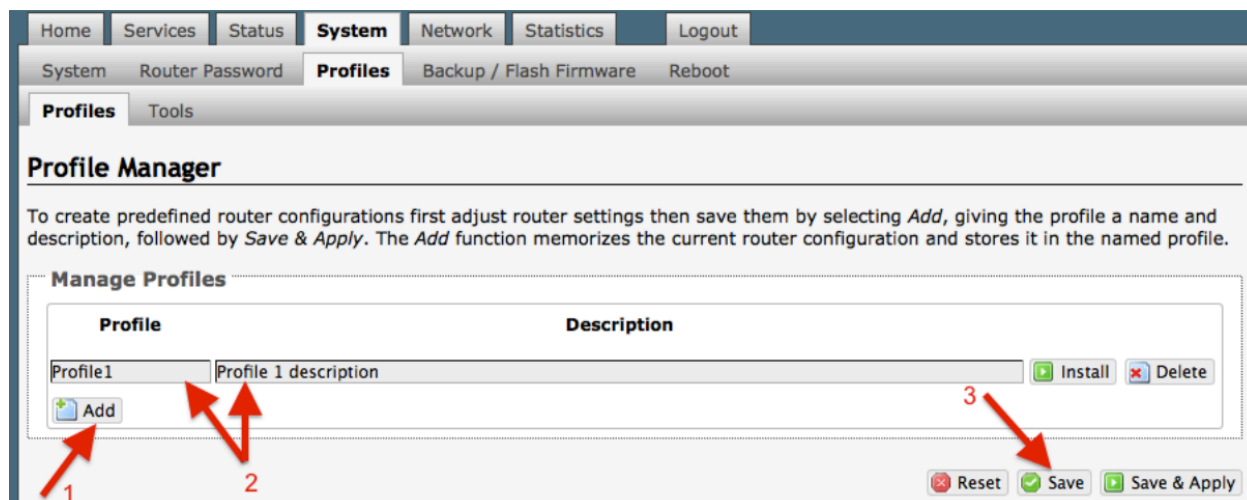 Home Services Status System Network Statistics Logout
System Router Password Profiles Backup / Flash Firmware Reboot
Profiles Tools
Profile Manager
To create predefined router configurations first adjust router settings then save them by selecting Add, giving the profile a name and
description, followed by Save & Apply. The Add function memorizes the current router configuration and stores it in the named profile.
Manage Profiles
Profile Description
Profile1 Profile 1 description Install Delete
Add 3
1 2 Reset Save Save & Apply